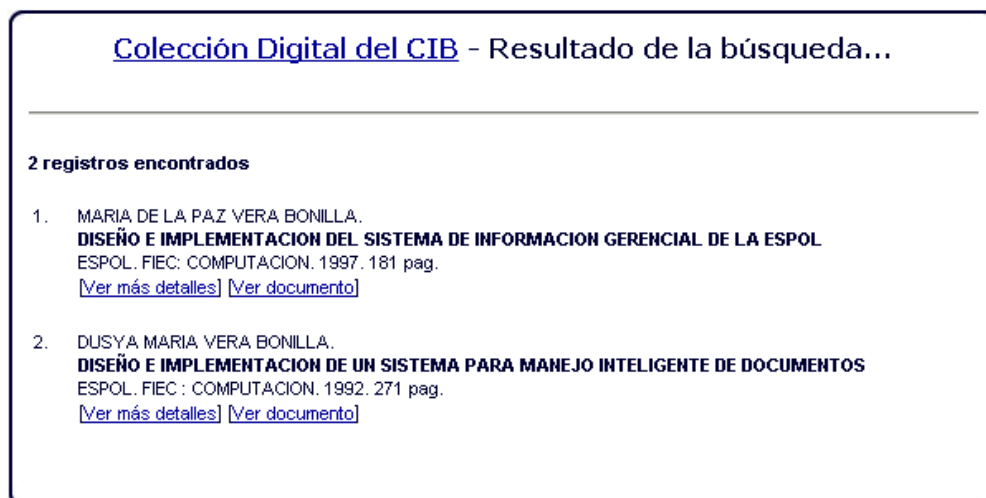 Colección Digital del CIB - Resultado de la búsqueda...
2 registros encontrados
1. MARIA DE LA PAZ VERA BONILLA.
DISEÑO E IMPLEMENTACION DEL SISTEMA DE INFORMACION GERENCIAL DE LA ESPOL
ESPOL. FIEC: COMPUTACION. 1997. 181 pag.
[Ver más detalles] [Ver documento]
2. DUSYA MARIA VERA BONILLA.
DISEÑO E IMPLEMENTACION DE UN SISTEMA PARA MANEJO INTELIGENTE DE DOCUMENTOS
ESPOL. FIEC : COMPUTACION. 1992. 271 pag.
[Ver más detalles] [Ver documento]